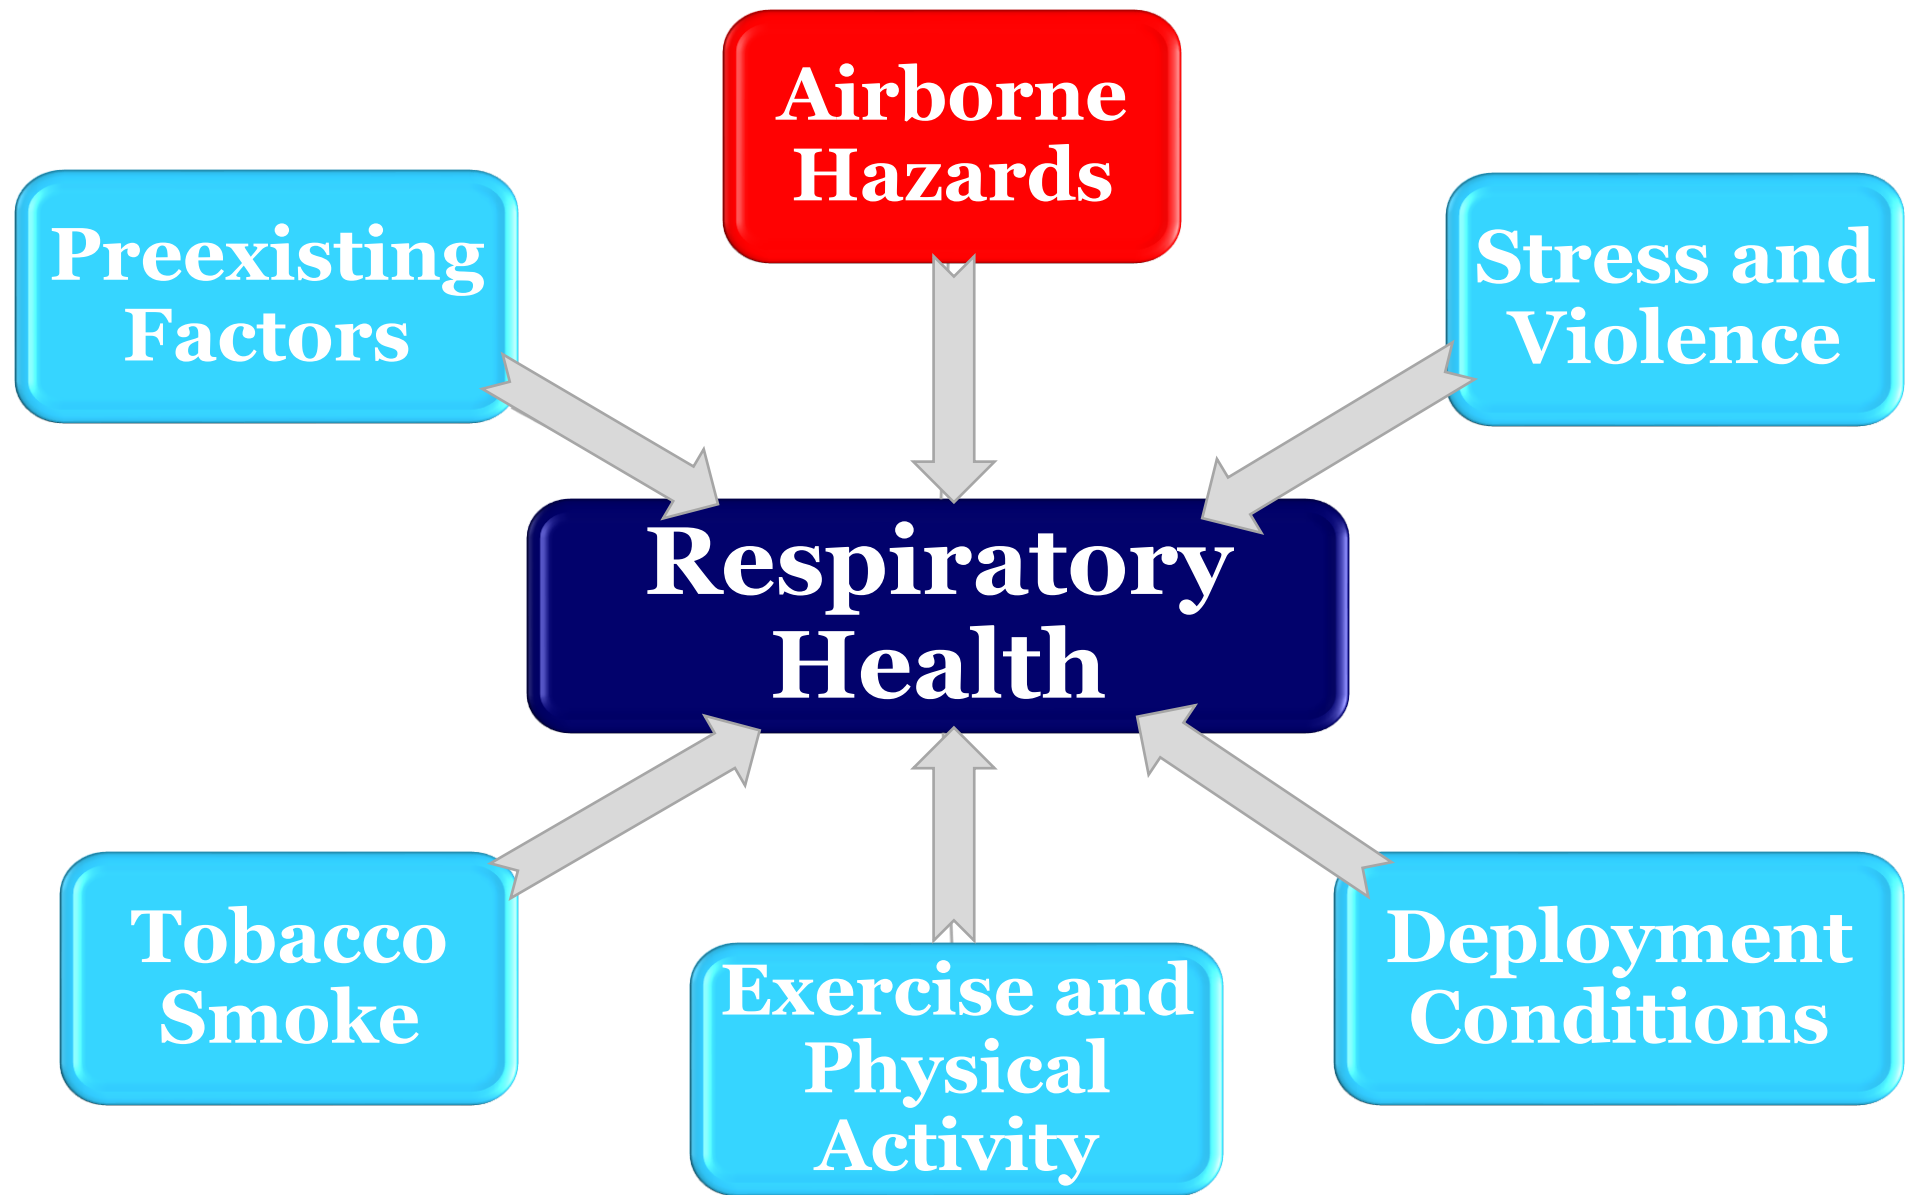 Airborne
Hazards
Preexisting
Factors
Stress and
Violence
Respiratory
Health
Tobacco
Smoke
Exercise and
Physical
Activity
Deployment
Conditions